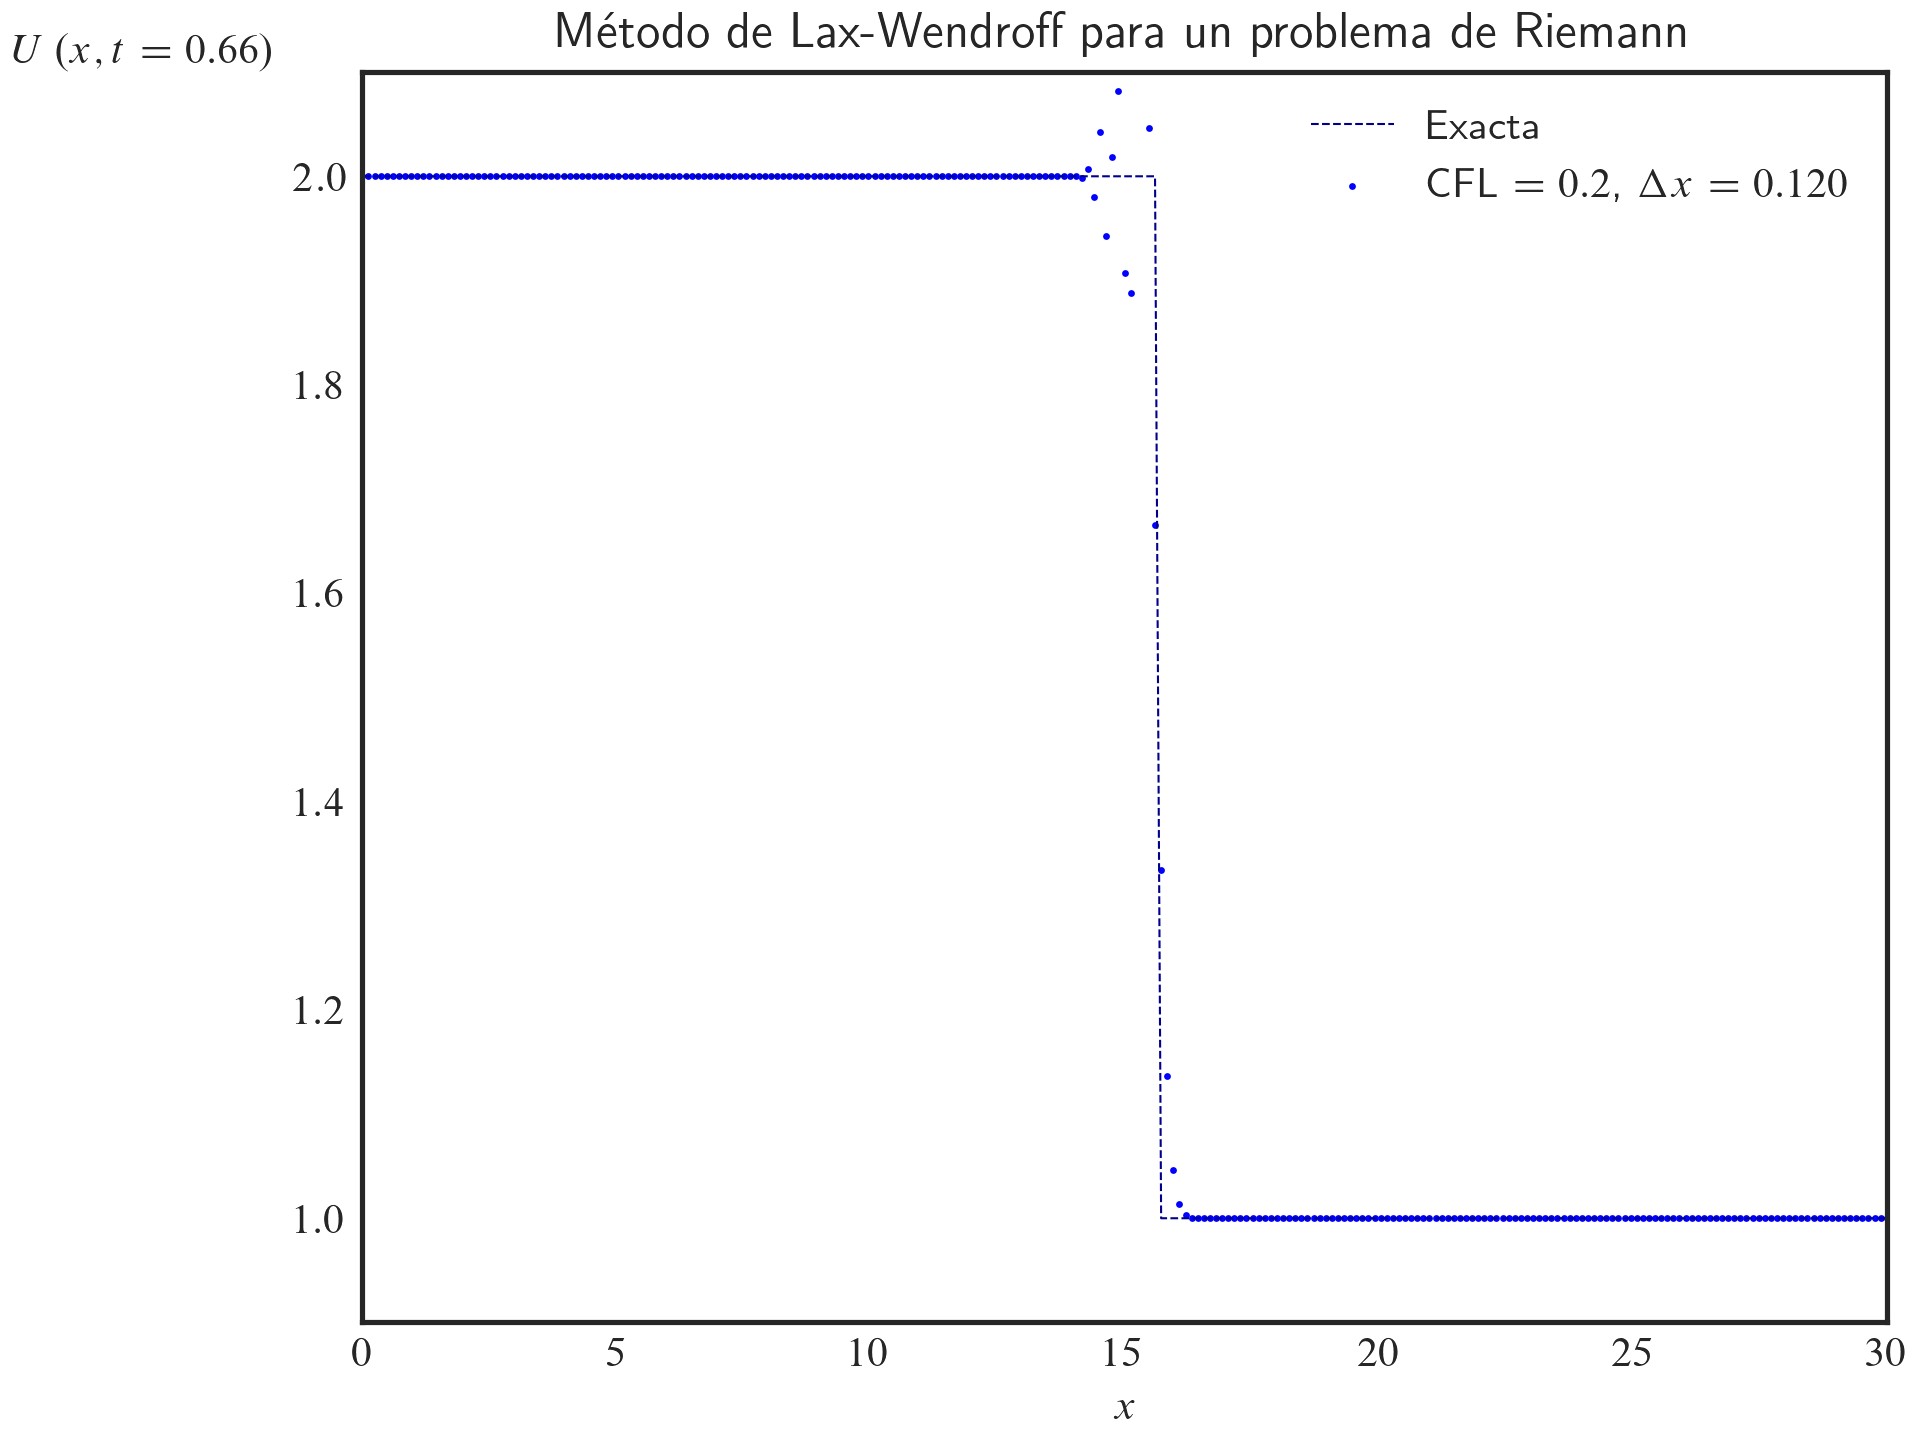 Método de Lax-Wendroff para un problema de Riemann
U (x, t = 0.66)
Exacta
CFL = 0.2, Δx = 0.120
2.0
1.8
1.6
1.4
1.2
1.0
0 5 10 15 20 25 30
x